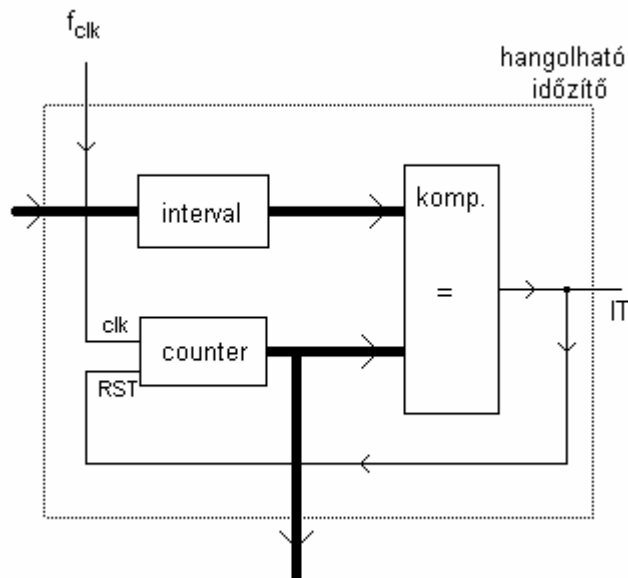 f_clk
hangolható
időzítő
interval
komp.
=
IT
clk
counter
RST